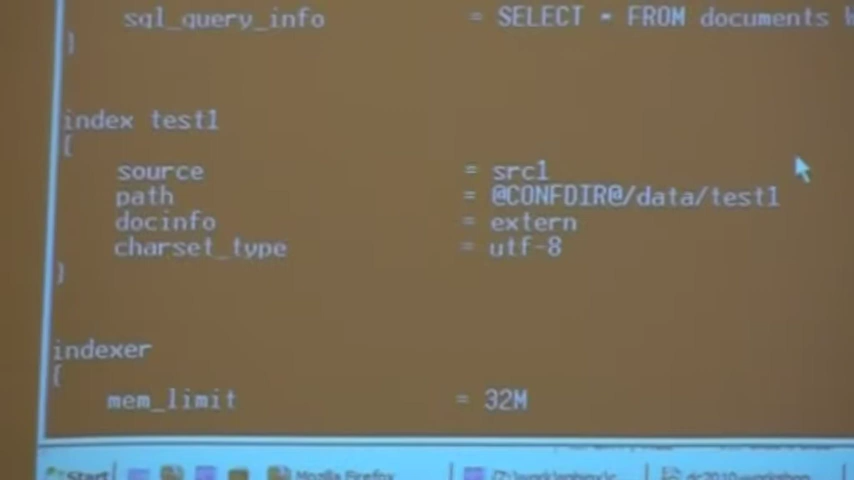 sql_query_info = SELECT * FROM documents
}
index test1
{
source = src1
path = @CONFDIR@/data/test1
docinfo = extern
charset_type = utf-8
}
indexer
{
mem_limit = 32M
Start Mozilla Firefox dc2010workshop